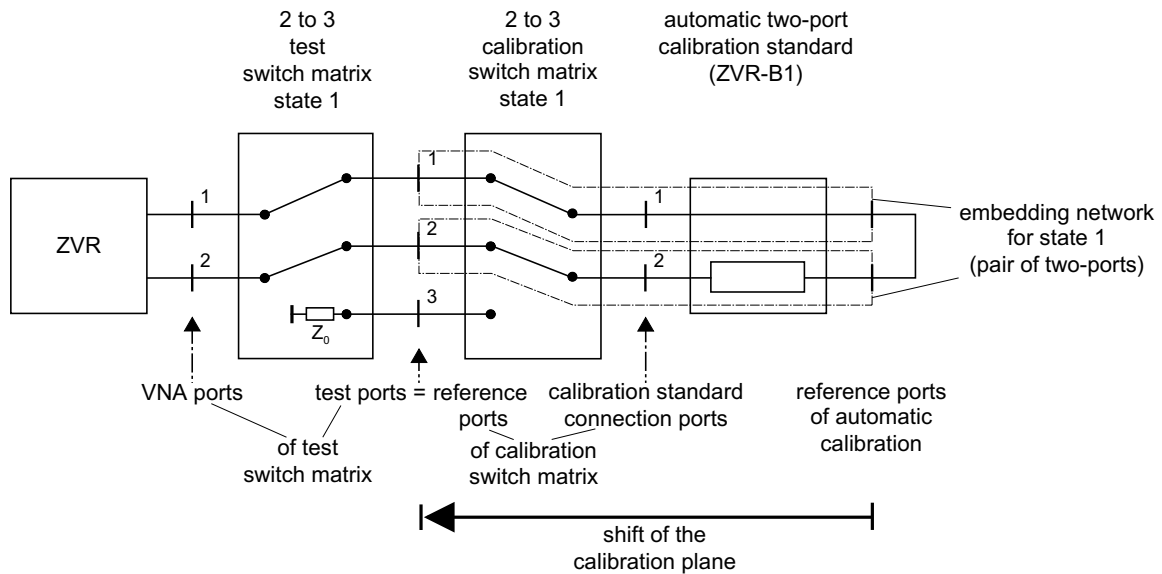 2 to 3
test
switch matrix
state 1
2 to 3
calibration
switch matrix
state 1
automatic two-port
calibration standard
(ZVR-B1)
ZVR
1
2
1
2
3
Z0
1
2
embedding network
for state 1
(pair of two-ports)
VNA ports
test ports = reference
ports
calibration standard
connection ports
reference ports
of automatic
calibration
of test
switch matrix
of calibration
switch matrix
shift of the
calibration plane